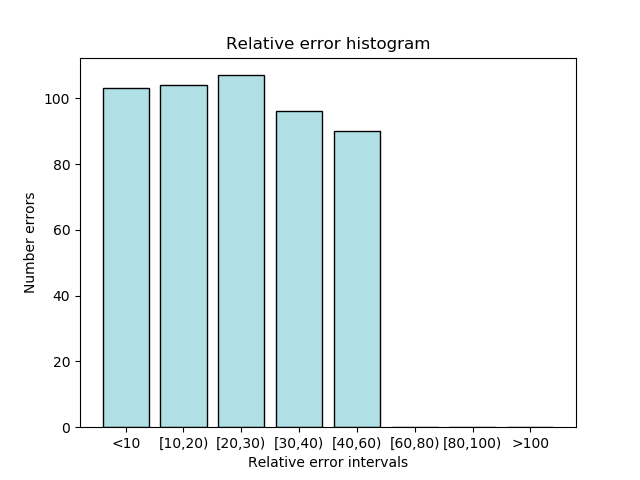 Relative error histogram
Number errors
100
80
60
40
20
0
<10 [10,20) [20,30) [30,40) [40,60) [60,80) [80,100) >100
Relative error intervals